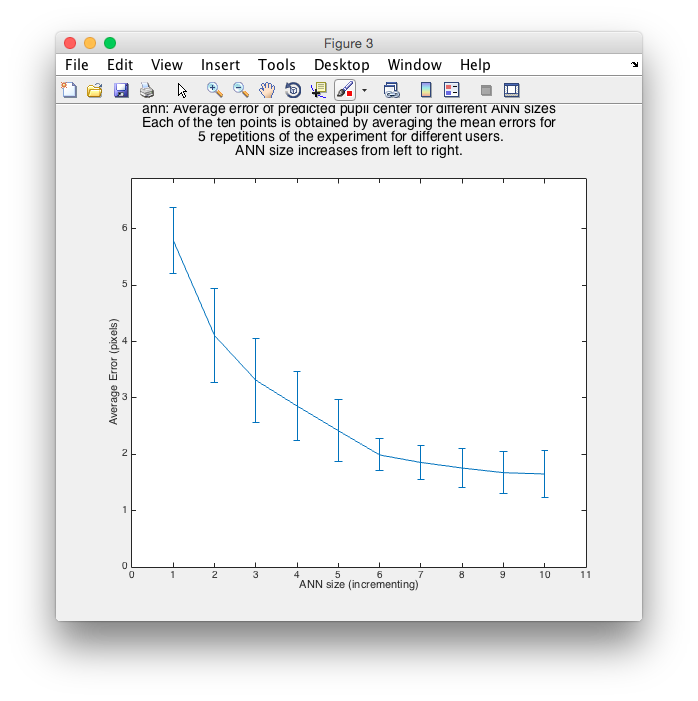 Figure 3
File Edit View Insert Tools Desktop Window Help
ann: Average error of predicted pupil center for different ANN sizes
Each of the ten points is obtained by averaging the mean errors for
5 repetitions of the experiment for different users.
ANN size increases from left to right.
6
5
4
3
2
1
0
Average Error (pixels)
0 1 2 3 4 5 6 7 8 9 10 11
ANN size (incrementing)